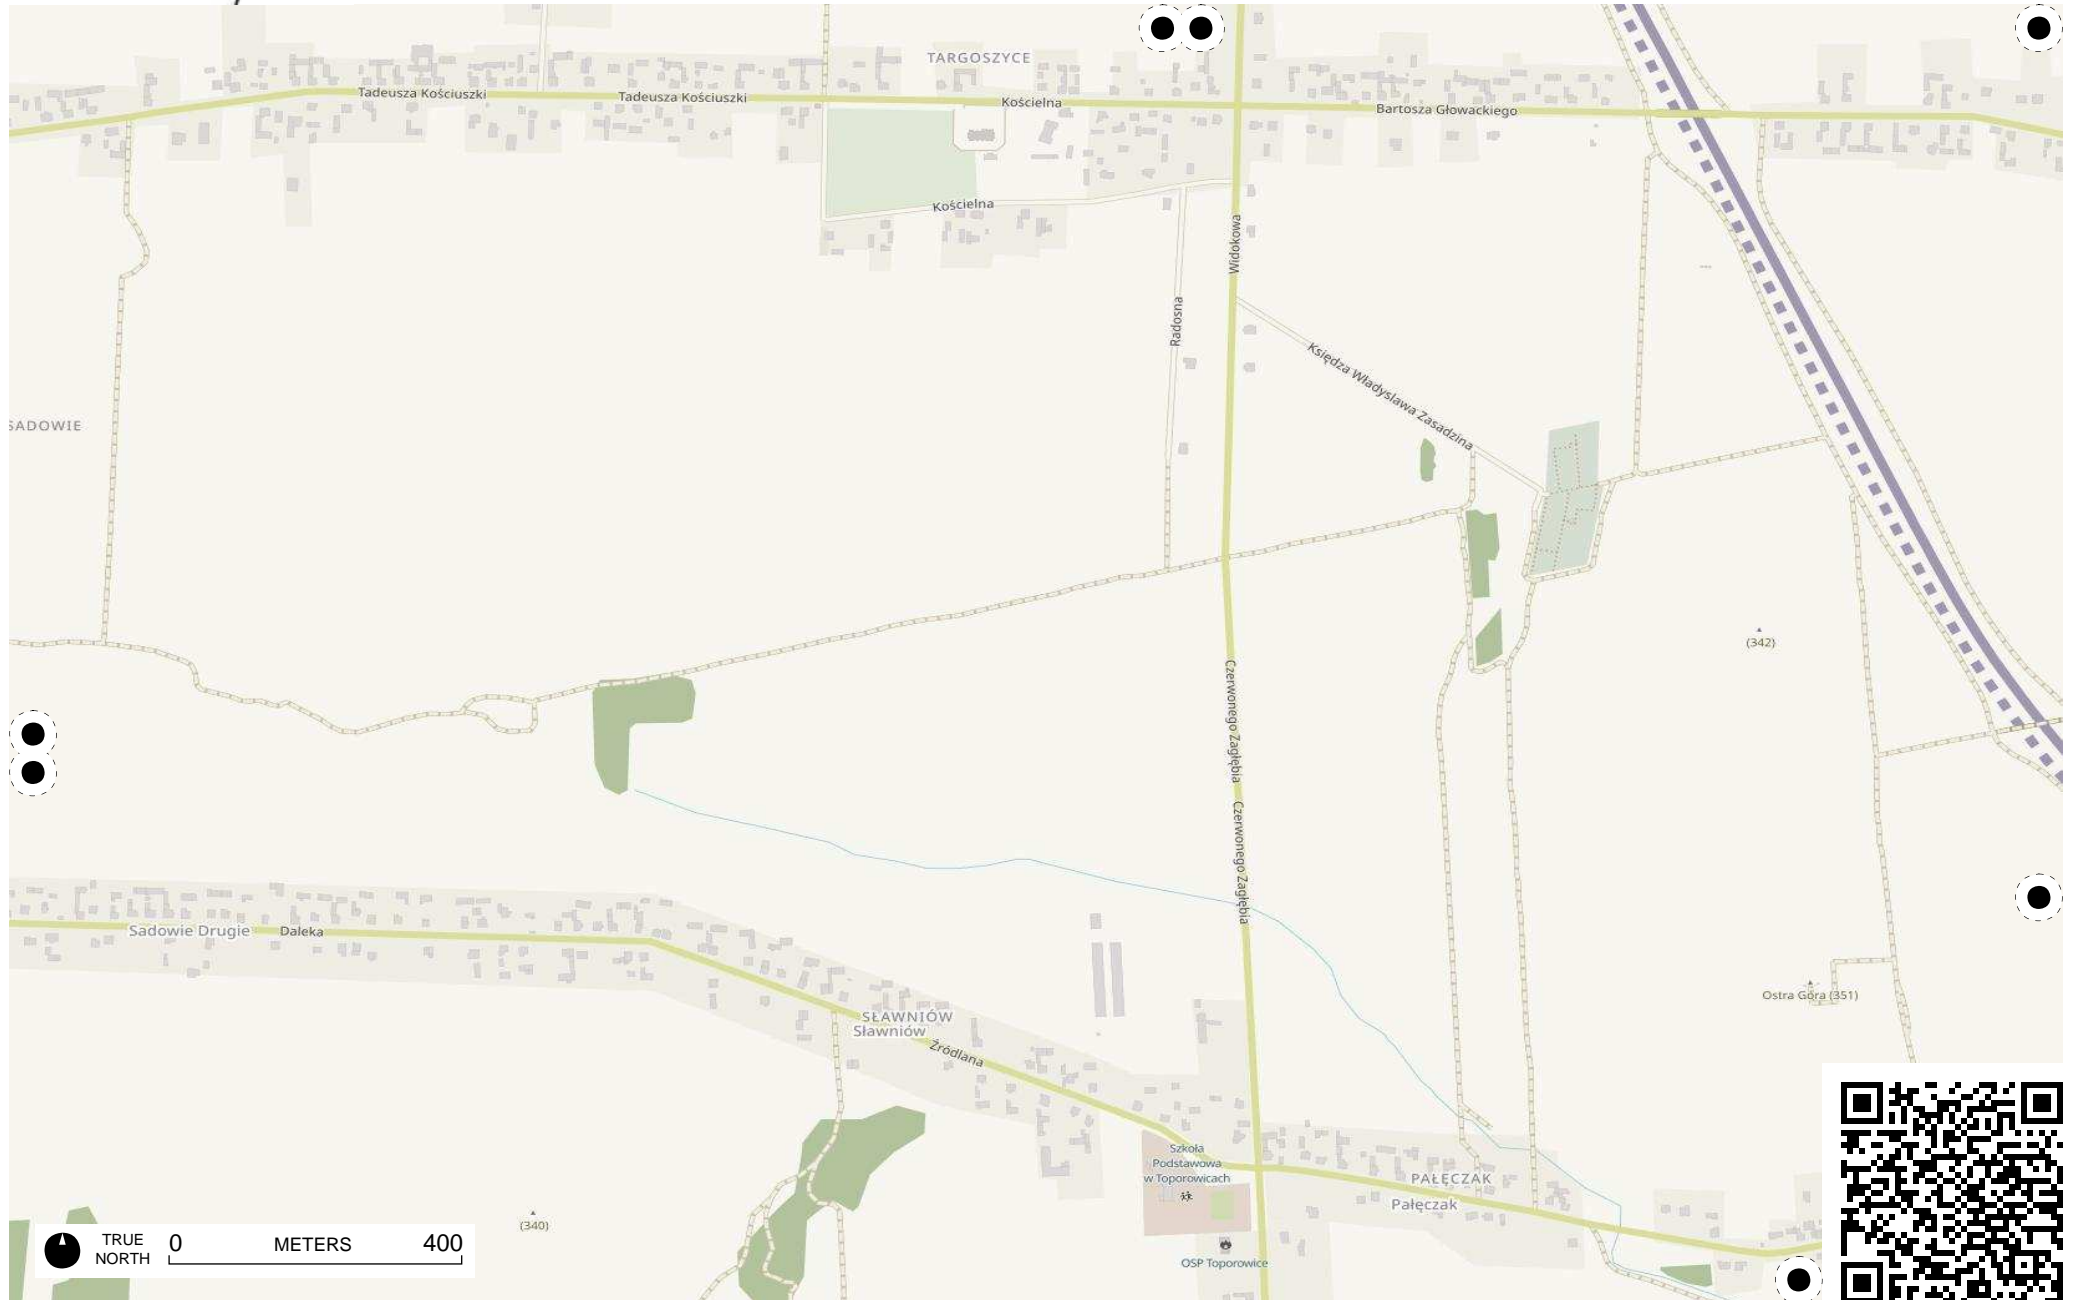 TARGOSZYCE
Tadeusza Kościuszki
Tadeusza Kościuszki
Kościelna
Bartosza Głowackiego
Kościelna
Widokowa
Radosna
Księdza Władysława Zasadzina
SADOWIE
(342)
Czerwonego Zagłębia
Czerwonego Zagłębia
Sadowie Drugie
Daleka
Ostra Góra (351)
SŁAWNIÓW
Sławniów
Źródlana
Szkoła
Podstawowa
w Toporowicach
PAŁĘCZAK
Pałęczak
(340)
OSP Toporowice
TRUE
NORTH
0 METERS 400